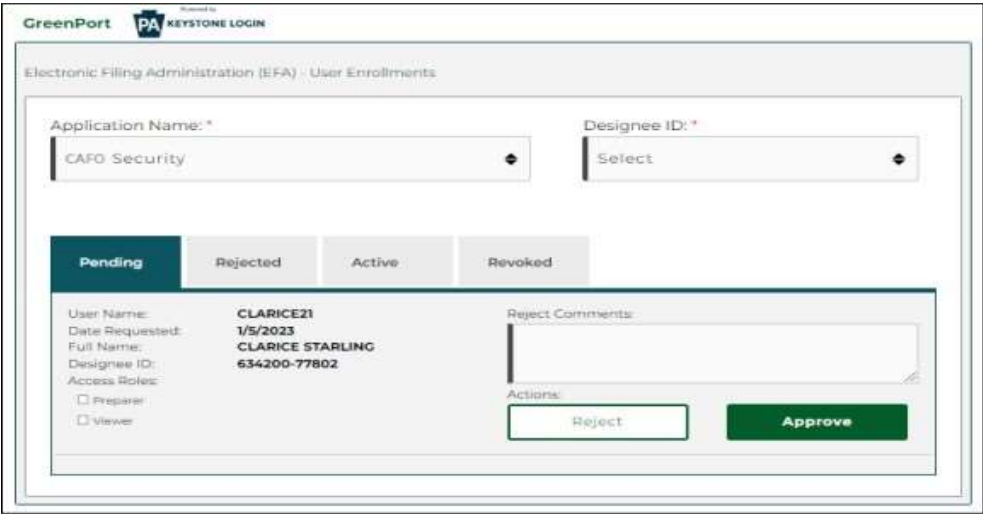 Powered by
GreenPort PA KEYSTONE LOGIN
Electronic Filing Administration (EFA) - User Enrollments
Application Name: * Designee ID: *
CAFO Security Select
Pending Rejected Active Revoked
User Name: CLARICE21 Reject Comments:
Date Requested: 1/5/2023
Full Name: CLARICE STARLING
Designee ID: 634200-77802
Access Roles:
Preparer Actions:
Viewer Reject Approve